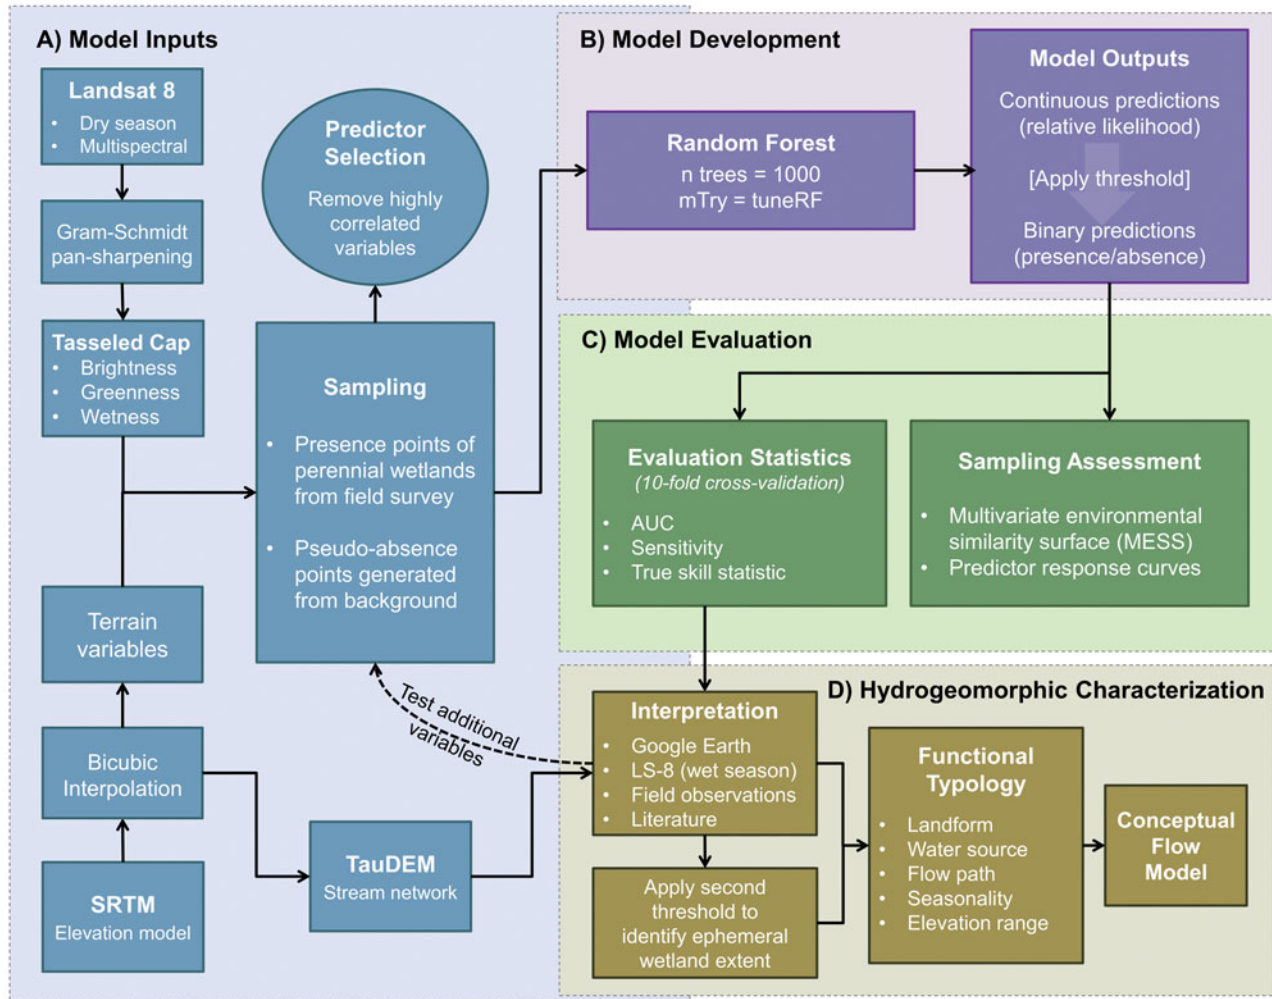 A) Model Inputs
Landsat 8
• Dry season
• Multispectral
Gram-Schmidt
pan-sharpening
Tasseled Cap
• Brightness
• Greenness
• Wetness
Terrain
variables
Bicubic
Interpolation
SRTM
Elevation model
Predictor
Selection
Remove highly
correlated
variables
Sampling
• Presence points of
perennial wetlands
from field survey
• Pseudo-absence
points generated
from background
Test additional
variables
TauDEM
Stream network
B) Model Development
Random Forest
n trees = 1000
mTry = tuneRF
Model Outputs
Continuous predictions
(relative likelihood)
[Apply threshold]
Binary predictions
(presence/absence)
C) Model Evaluation
Evaluation Statistics
(10-fold cross-validation)
• AUC
• Sensitivity
• True skill statistic
Sampling Assessment
• Multivariate environmental
similarity surface (MESS)
• Predictor response curves
D) Hydrogeomorphic Characterization
Interpretation
• Google Earth
• LS-8 (wet season)
• Field observations
• Literature
Apply second
threshold to
identify ephemeral
wetland extent
Functional
Typology
• Landform
• Water source
• Flow path
• Seasonality
• Elevation range
Conceptual
Flow
Model